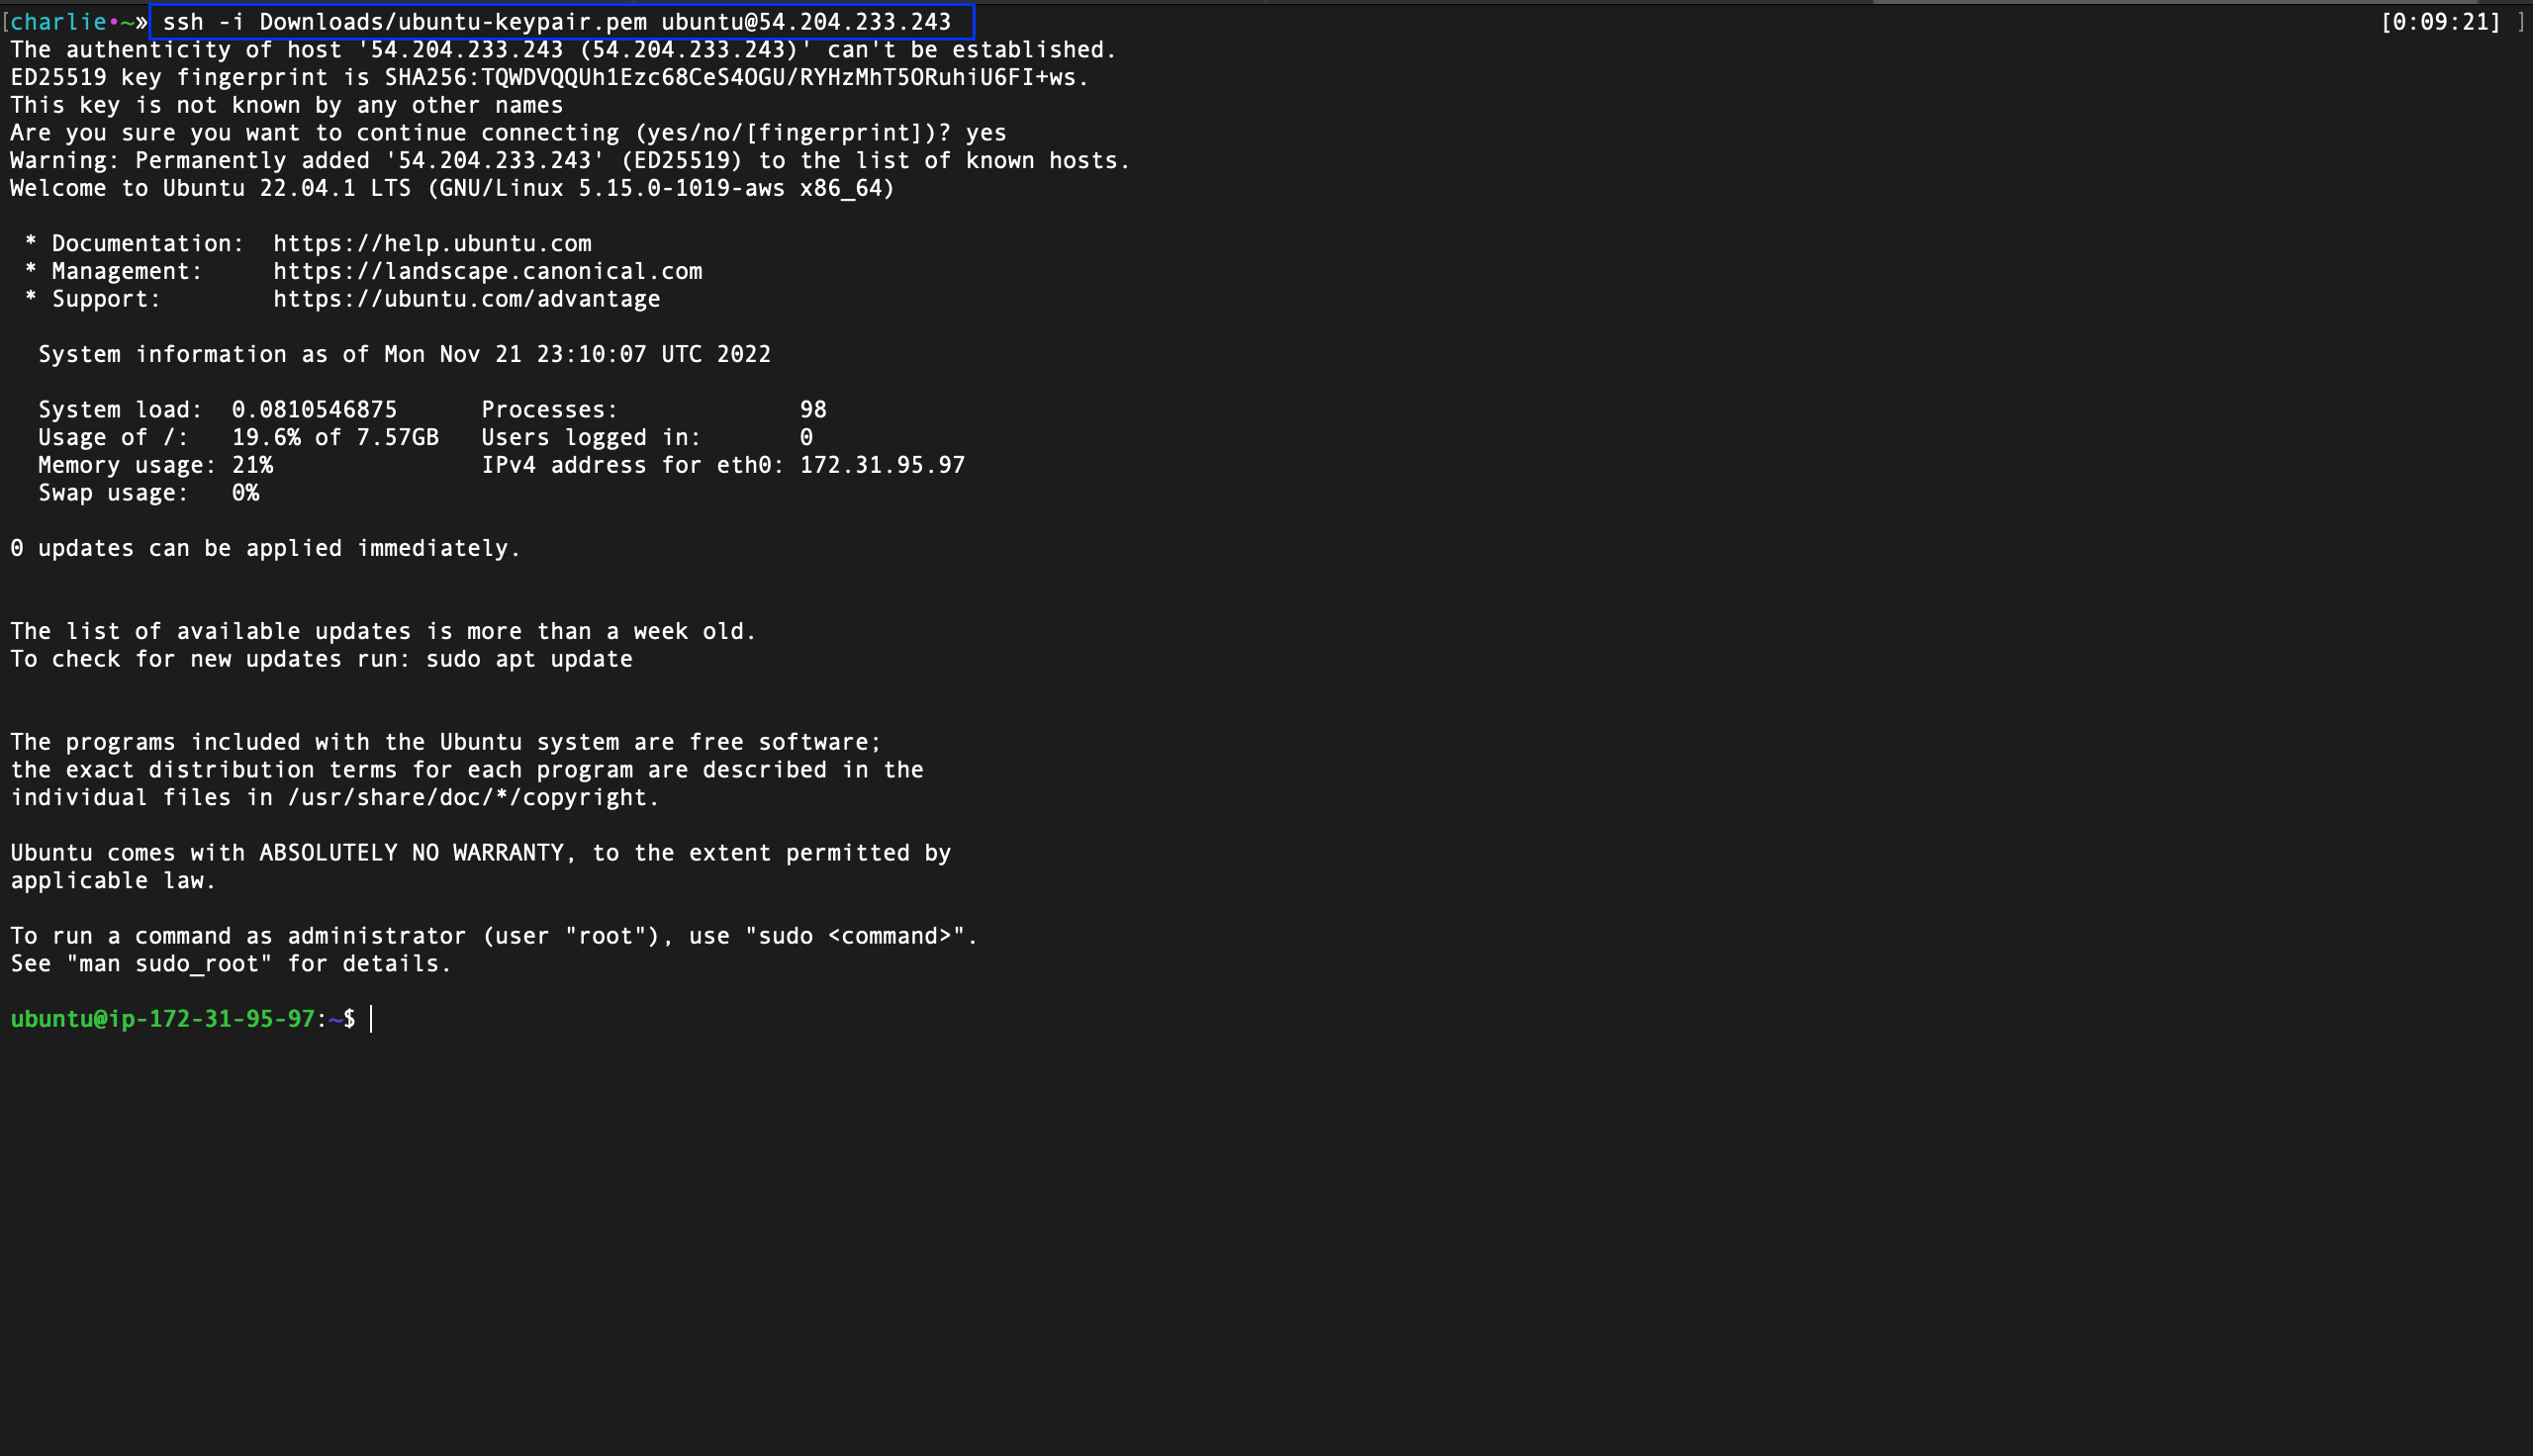 [charlie•~» ssh -i Downloads/ubuntu-keypair.pem ubuntu@54.204.233.243 [0:09:21] ]
The authenticity of host '54.204.233.243 (54.204.233.243)' can't be established.
ED25519 key fingerprint is SHA256:TQWDVQQUh1Ezc68CeS4OGU/RYHzMhT5ORuhiU6FI+ws.
This key is not known by any other names
Are you sure you want to continue connecting (yes/no/[fingerprint])? yes
Warning: Permanently added '54.204.233.243' (ED25519) to the list of known hosts.
Welcome to Ubuntu 22.04.1 LTS (GNU/Linux 5.15.0-1019-aws x86_64)
* Documentation: https://help.ubuntu.com
* Management: https://landscape.canonical.com
* Support: https://ubuntu.com/advantage
System information as of Mon Nov 21 23:10:07 UTC 2022
System load: 0.0810546875 Processes: 98
Usage of /: 19.6% of 7.57GB Users logged in: 0
Memory usage: 21% IPv4 address for eth0: 172.31.95.97
Swap usage: 0%
0 updates can be applied immediately.
The list of available updates is more than a week old.
To check for new updates run: sudo apt update
The programs included with the Ubuntu system are free software;
the exact distribution terms for each program are described in the
individual files in /usr/share/doc/*/copyright.
Ubuntu comes with ABSOLUTELY NO WARRANTY, to the extent permitted by
applicable law.
To run a command as administrator (user "root"), use "sudo <command>".
See "man sudo_root" for details.
ubuntu@ip-172-31-95-97:~$